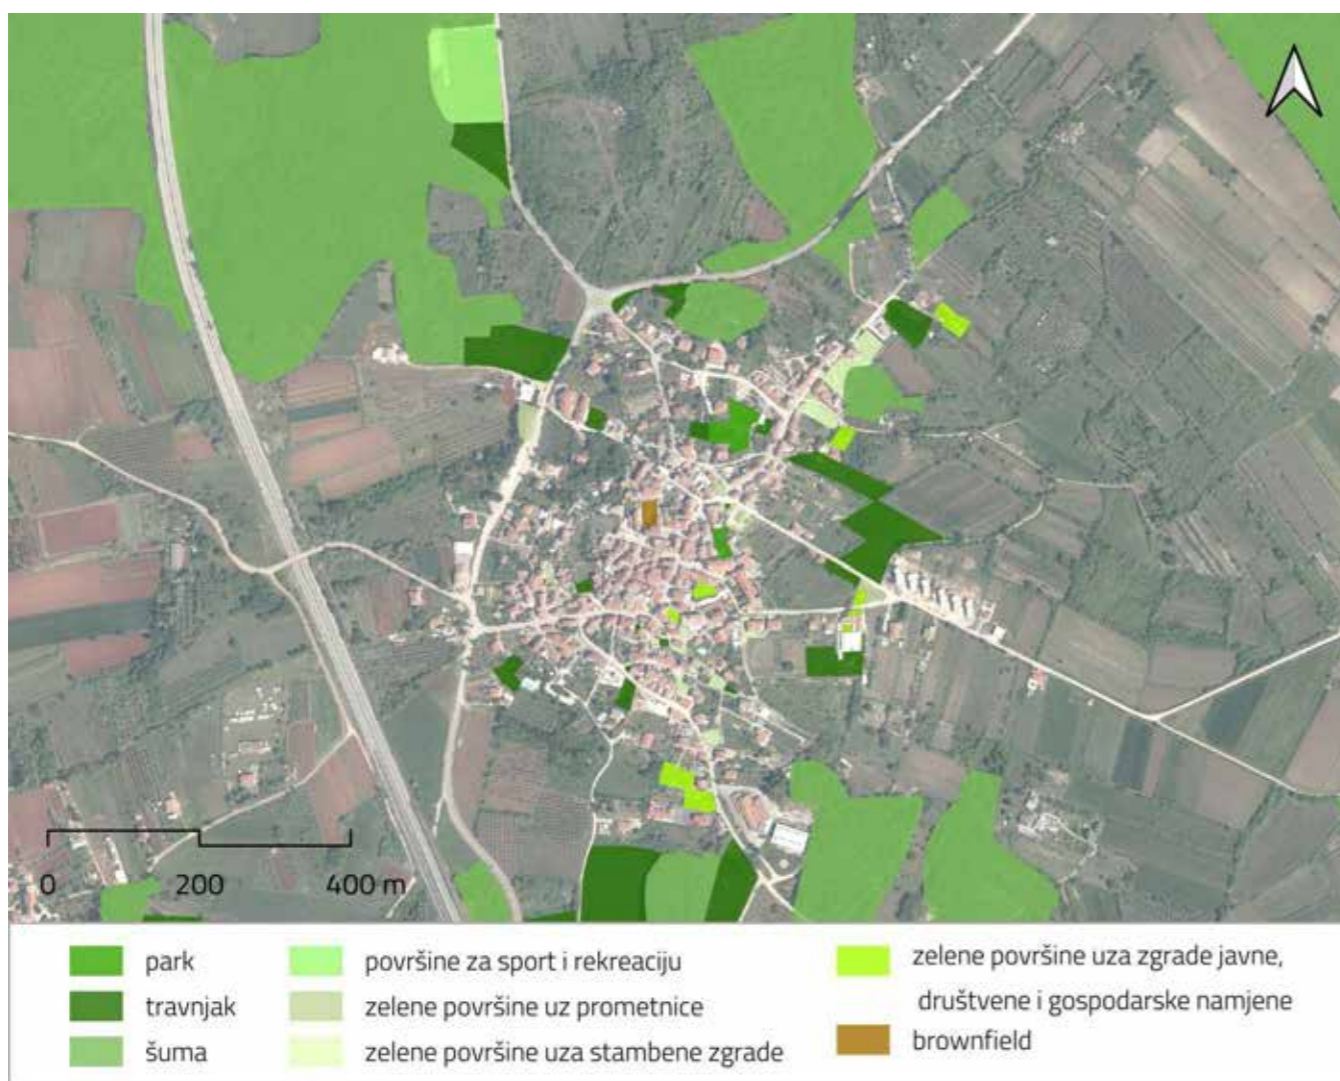 0 200 400 m
park
travnjak
šuma
površine za sport i rekreaciju
zelene površine uz prometnice
zelene površine uza stambene zgrade
zelene površine uza zgrade javne,
društvene i gospodarske namjene
brownfield